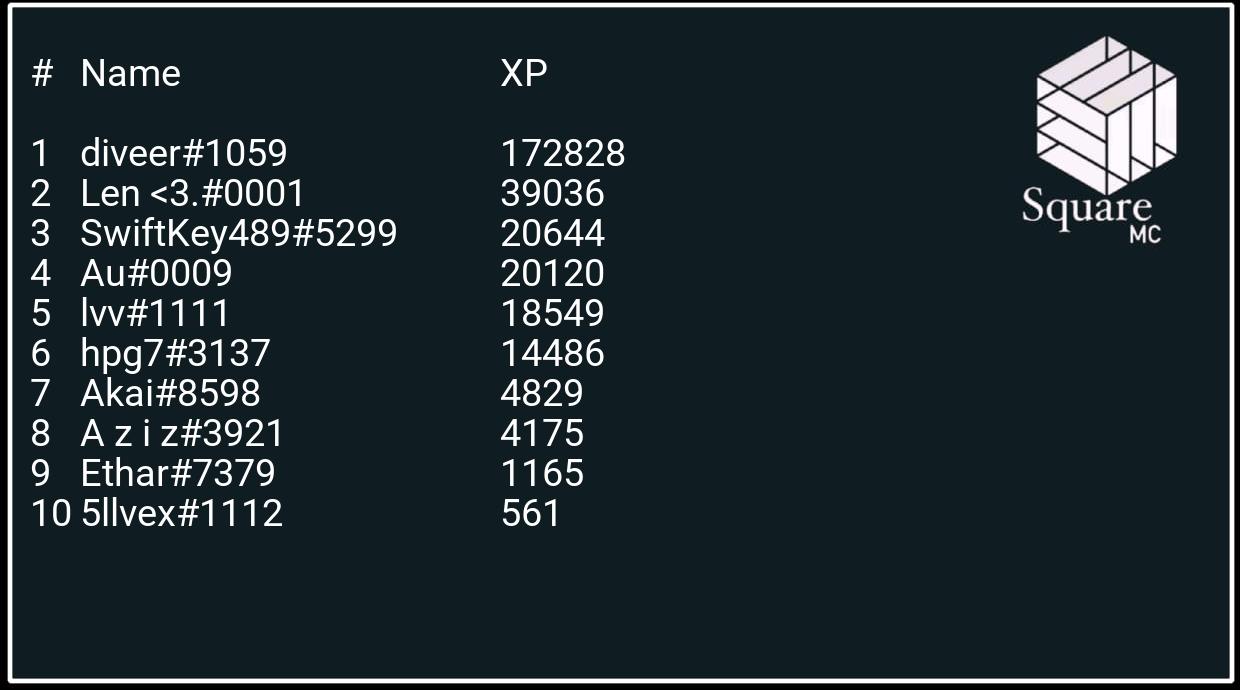 # Name XP
1 diveer#1059 172828
2 Len <3.#0001 39036
3 SwiftKey489#5299 20644
4 Au#0009 20120
5 lvv#1111 18549
6 hpg7#3137 14486
7 Akai#8598 4829
8 A z i z#3921 4175
9 Ethar#7379 1165
10 5llvex#1112 561
Square
MC